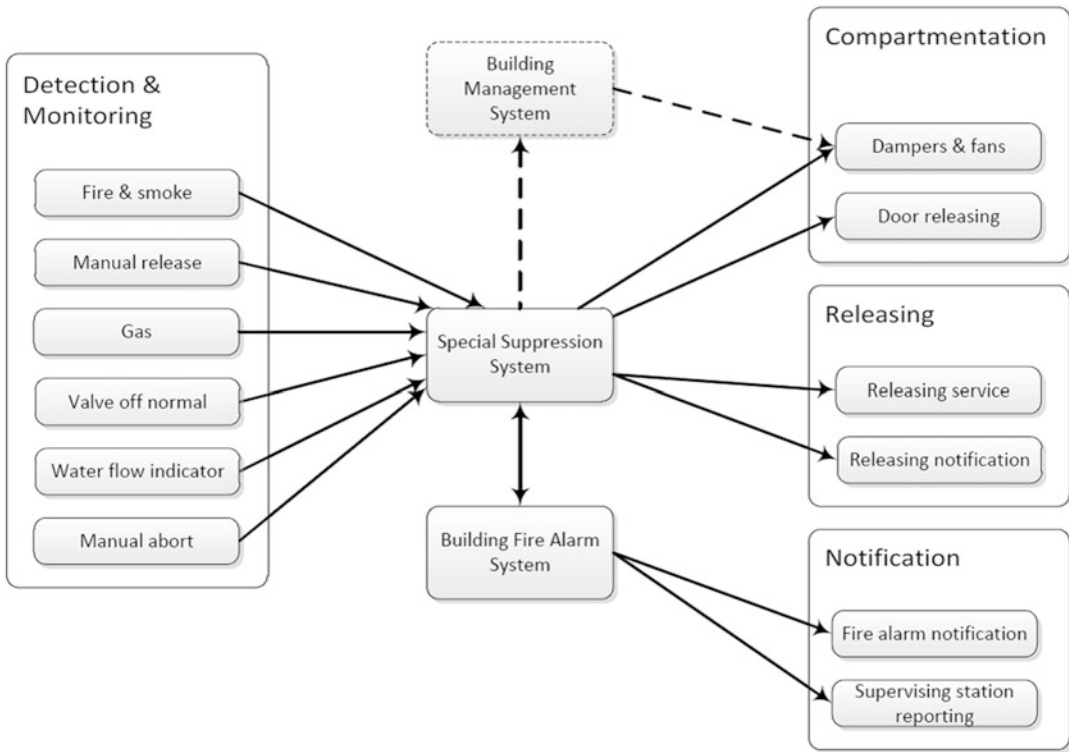 Detection &
Monitoring
Fire & smoke
Manual release
Gas
Valve off normal
Water flow indicator
Manual abort
Building
Management
System
Special Suppression
System
Building Fire Alarm
System
Compartmentation
Dampers & fans
Door releasing
Releasing
Releasing service
Releasing notification
Notification
Fire alarm notification
Supervising station
reporting